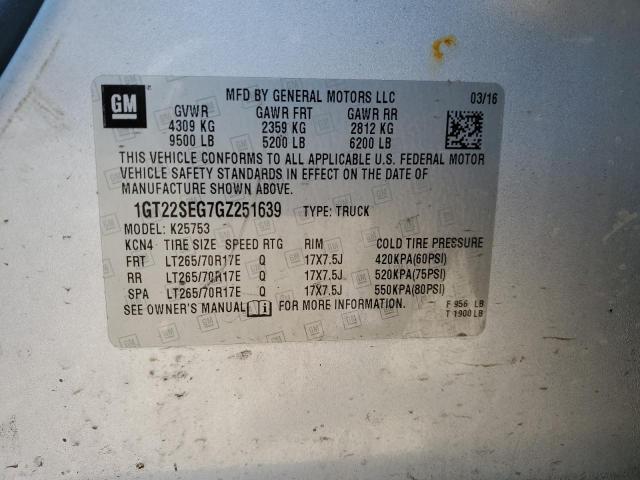 GM
MFD BY GENERAL MOTORS LLC 03/16
GVWR GAWR FRT GAWR RR
4309 KG 2359 KG 2812 KG
9500 LB 5200 LB 6200 LB
THIS VEHICLE CONFORMS TO ALL APPLICABLE U.S. FEDERAL MOTOR
VEHICLE SAFETY STANDARDS IN EFFECT ON THE DATE OF
MANUFACTURE SHOWN ABOVE.
1GT22SEG7GZ251639 TYPE: TRUCK
MODEL: K25753
KCN4 TIRE SIZE SPEED RTG RIM COLD TIRE PRESSURE
FRT LT265/70R17E Q 17X7.5J 420KPA(60PSI)
RR LT265/70R17E Q 17X7.5J 520KPA(75PSI)
SPA LT265/70R17E Q 17X7.5J 550KPA(80PSI)
SEE OWNER'S MANUAL FOR MORE INFORMATION.
F 956 LB
T 1900 LB